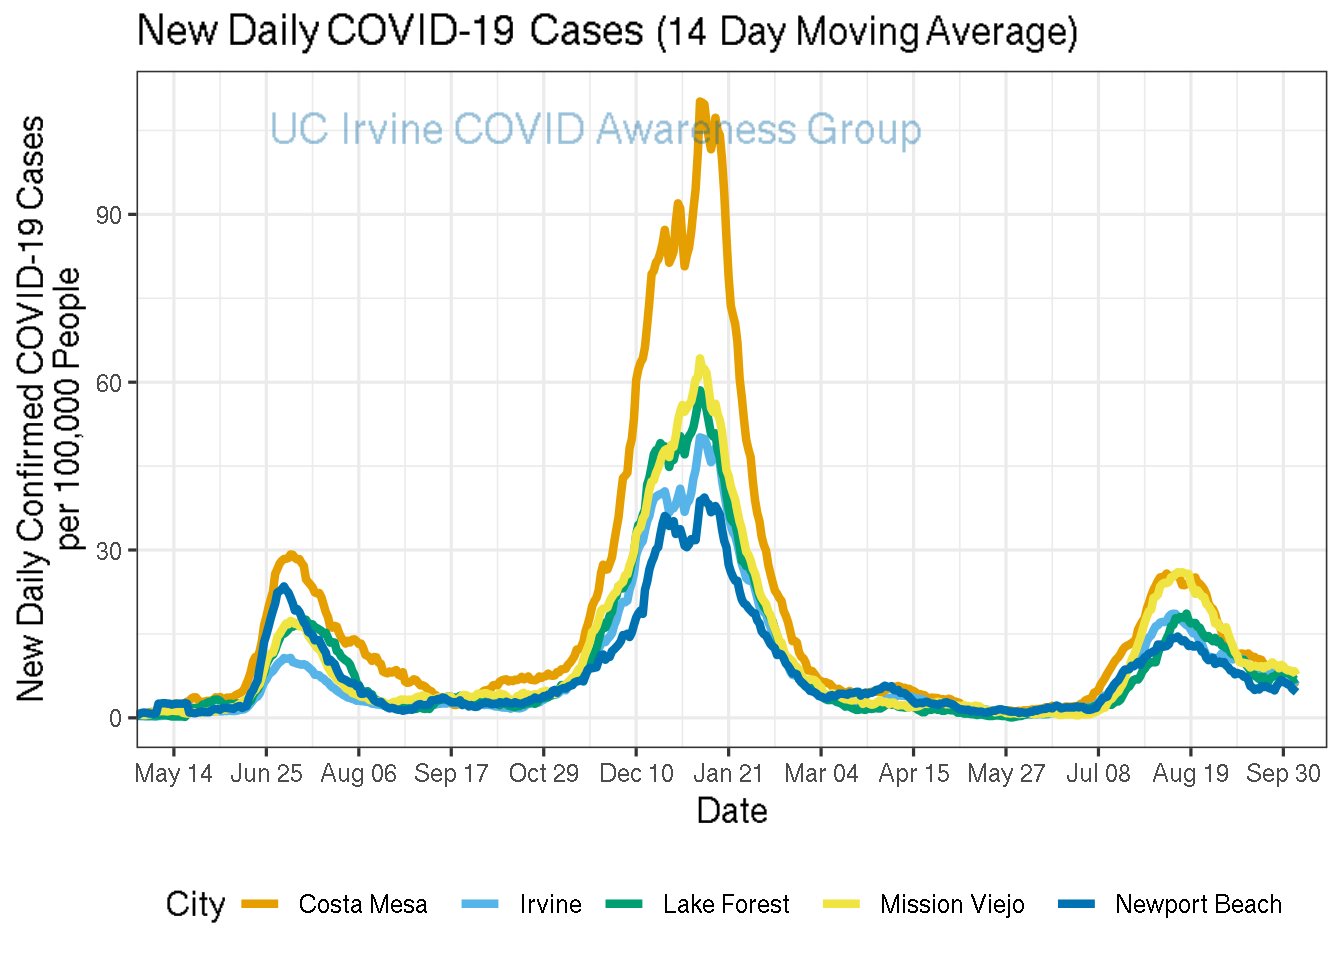 New Daily COVID-19 Cases (14 Day Moving Average)
UC Irvine COVID Awareness Group
New Daily Confirmed COVID-19 Cases
per 100,000 People
90
60
30
0
May 14 Jun 25 Aug 06 Sep 17 Oct 29 Dec 10 Jan 21 Mar 04 Apr 15 May 27 Jul 08 Aug 19 Sep 30
Date
City Costa Mesa Irvine Lake Forest Mission Viejo Newport Beach